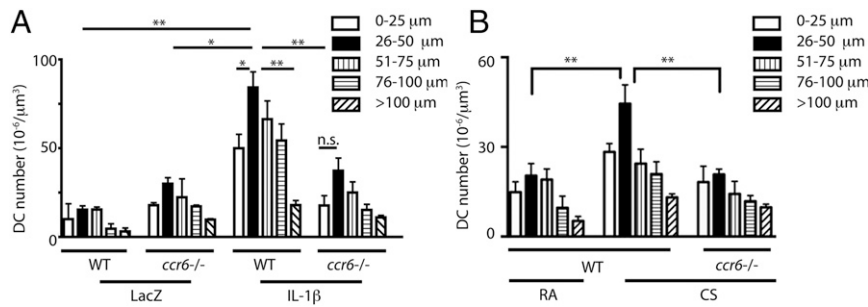 A
**
*
**
*
**
n.s.
0-25 μm
26-50 μm
51-75 μm
76-100 μm
>100 μm
DC number (10⁻⁶/μm³)
100
50
0
WT
ccr6-/-
WT
ccr6-/-
LacZ
IL-1β
B
**
**
0-25 μm
26-50 μm
51-75 μm
76-100 μm
>100 μm
DC number (10⁻⁶/μm³)
60
30
0
WT
ccr6-/-
RA
CS